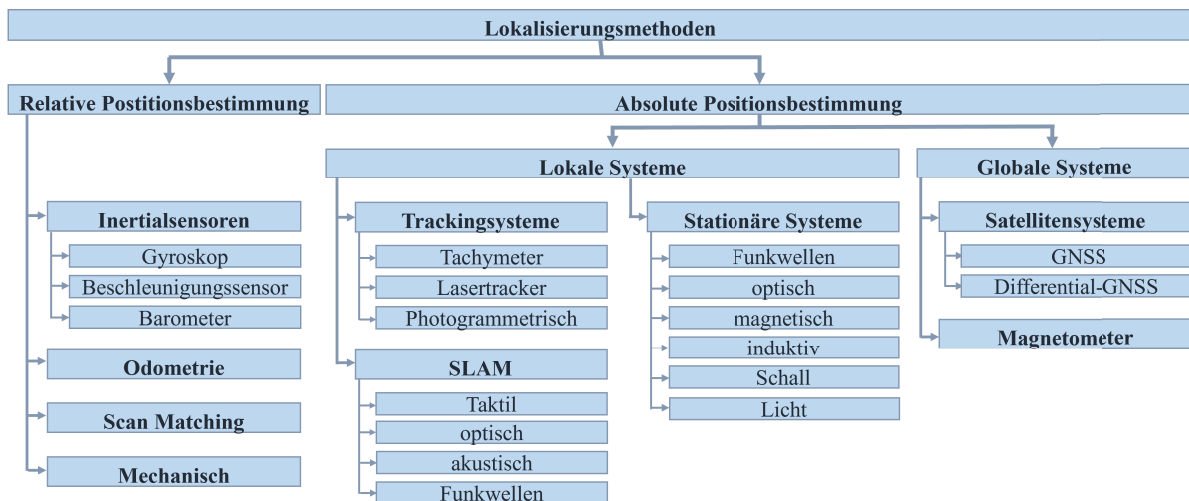 Lokalisierungsmethoden
Relative Postitionsbestimmung
Absolute Positionsbestimmung
Lokale Systeme
Globale Systeme
Inertialsensoren
Gyroskop
Beschleunigungssensor
Barometer
Odometrie
Scan Matching
Mechanisch
Trackingsysteme
Tachymeter
Lasertracker
Photogrammetrisch
SLAM
Taktil
optisch
akustisch
Funkwellen
Stationäre Systeme
Funkwellen
optisch
magnetisch
induktiv
Schall
Licht
Satellitensysteme
GNSS
Differential-GNSS
Magnetometer